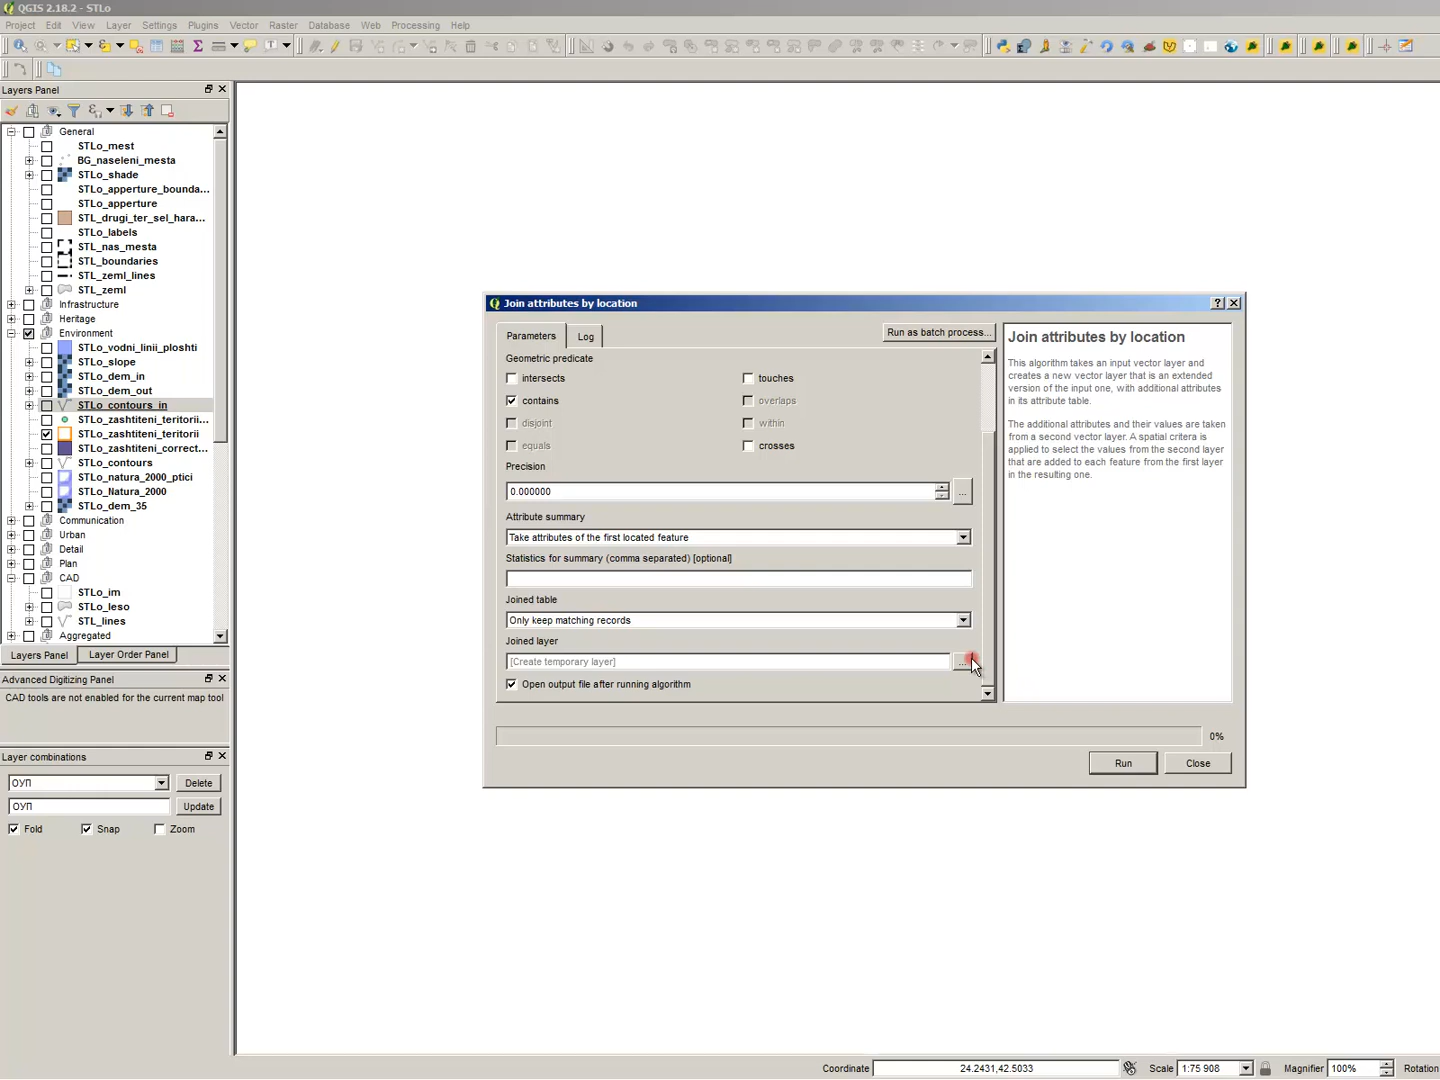 QGIS 2.18.2 - STLo
Project Edit View Layer Settings Plugins Vector Raster Database Web Processing Help
Layers Panel
General
STLo_mest
BG_naseleni_mesta
STLo_shade
STLo_apperture_bounda...
STLo_apperture
STL_drugi_ter_sel_hara...
STLo_labels
STL_nas_mesta
STL_boundaries
STL_zeml_lines
STL_zeml
Infrastructure
Heritage
Environment
STLo_vodni_linii_ploshti
STLo_slope
STLo_dem_in
STLo_dem_out
STLo_contours_in
STLo_zashtiteni_teritorii...
STLo_zashtiteni_teritorii
STLo_zashtiteni_correct...
STLo_contours
STLo_natura_2000_ptici
STLo_Natura_2000
STLo_dem_35
Communication
Urban
Detail
Plan
CAD
STLo_im
STLo_leso
STL_lines
Aggregated
Layers Panel Layer Order Panel
Advanced Digitizing Panel
CAD tools are not enabled for the current map tool
Layer combinations
ОУП Delete
ОУП Update
Fold Snap Zoom
Join attributes by location
Parameters Log Run as batch process...
Geometric predicate
intersects touches
contains overlaps
disjoint within
equals crosses
Precision
0.000000 ...
Attribute summary
Take attributes of the first located feature
Statistics for summary (comma separated) [optional]
Joined table
Only keep matching records
Joined layer
[Create temporary layer] ...
Open output file after running algorithm
0%
Run Close
Join attributes by location
This algorithm takes an input vector layer and
creates a new vector layer that is an extended
version of the input one, with additional attributes
in its attribute table.
The additional attributes and their values are taken
from a second vector layer. A spatial critera is
applied to select the values from the second layer
that are added to each feature from the first layer
in the resulting one.
Coordinate 24.2431,42.5033 Scale 1:75 908 Magnifier 100% Rotation